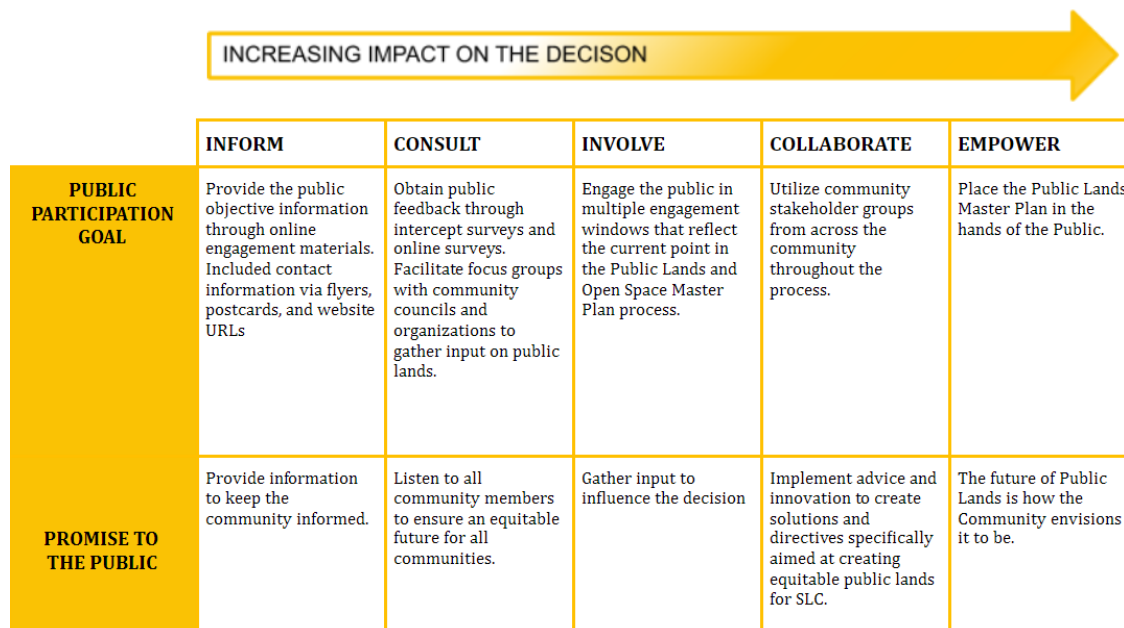 INCREASING IMPACT ON THE DECISON
INFORM
CONSULT
INVOLVE
COLLABORATE
EMPOWER
PUBLIC
PARTICIPATION
GOAL
Provide the public
objective information
through online
engagement materials.
Included contact
information via flyers,
postcards, and website
URLs
Obtain public
feedback through
intercept surveys and
online surveys.
Facilitate focus groups
with community
councils and
organizations to
gather input on public
lands.
Engage the public in
multiple engagement
windows that reflect
the current point in
the Public Lands and
Open Space Master
Plan process.
Utilize community
stakeholder groups
from across the
community
throughout the
process.
Place the Public Lands
Master Plan in the
hands of the Public.
PROMISE TO
THE PUBLIC
Provide information
to keep the
community informed.
Listen to all
community members
to ensure an equitable
future for all
communities.
Gather input to
influence the decision
Implement advice and
innovation to create
solutions and
directives specifically
aimed at creating
equitable public lands
for SLC.
The future of Public
Lands is how the
Community envisions
it to be.